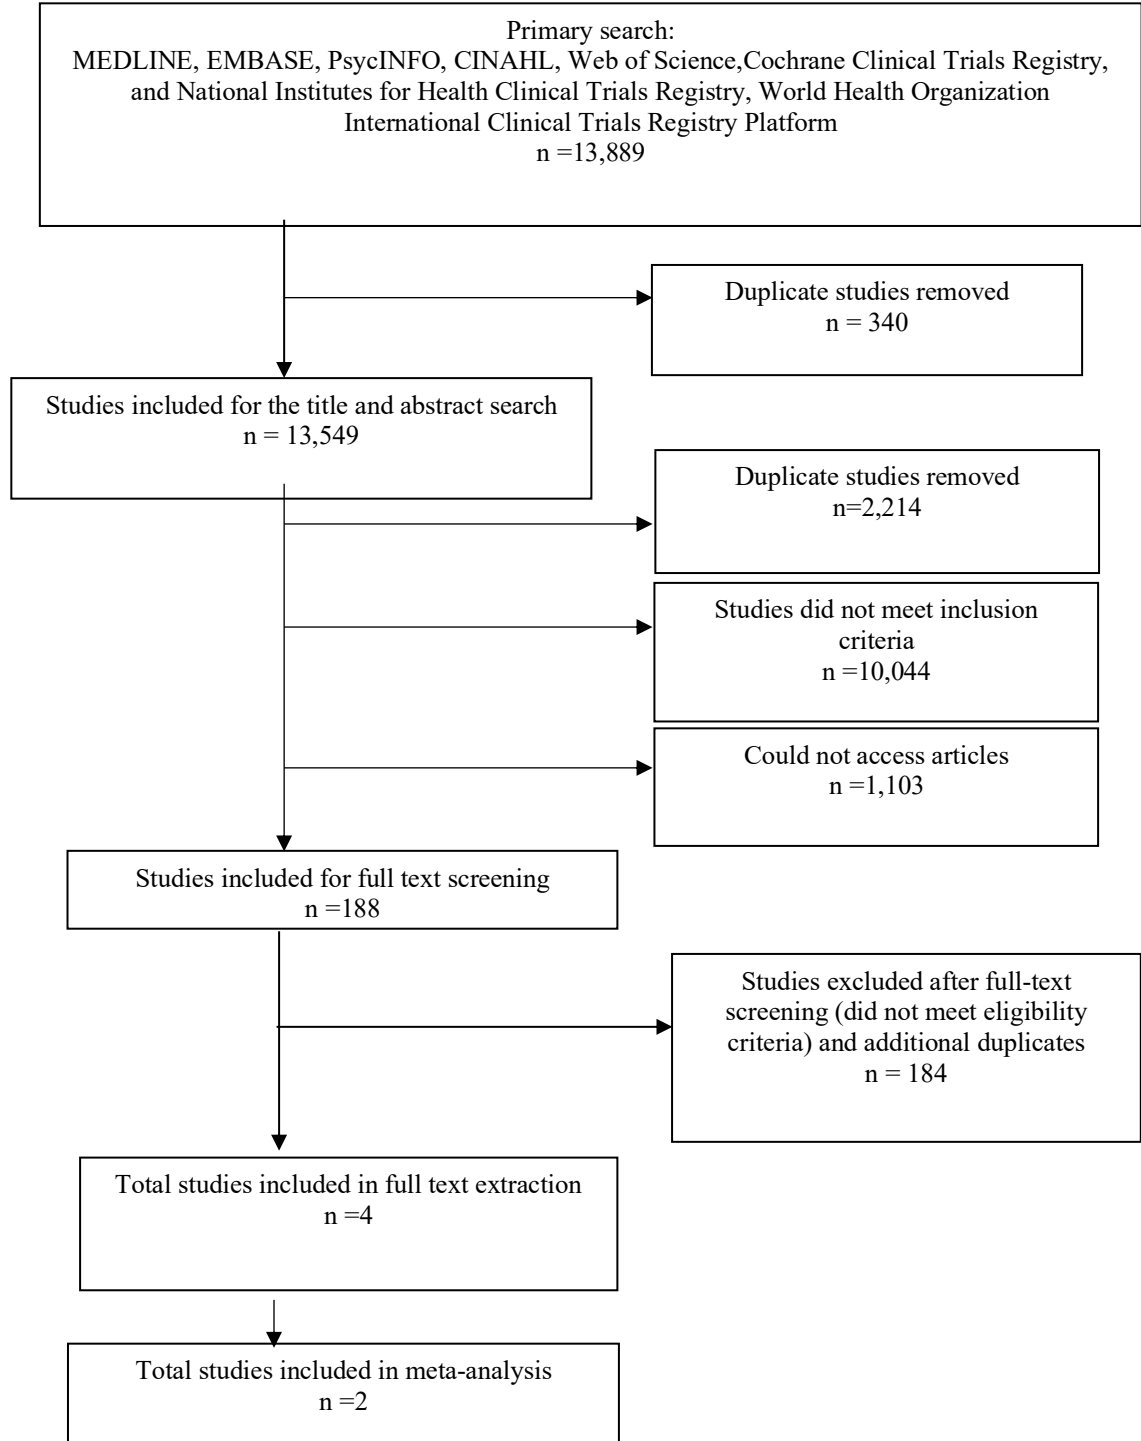 Primary search:
MEDLINE, EMBASE, PsycINFO, CINAHL, Web of Science,Cochrane Clinical Trials Registry,
and National Institutes for Health Clinical Trials Registry, World Health Organization
International Clinical Trials Registry Platform
n =13,889
Duplicate studies removed
n = 340
Studies included for the title and abstract search
n = 13,549
Duplicate studies removed
n=2,214
Studies did not meet inclusion
criteria
n =10,044
Could not access articles
n =1,103
Studies included for full text screening
n =188
Studies excluded after full-text
screening (did not meet eligibility
criteria) and additional duplicates
n = 184
Total studies included in full text extraction
n =4
Total studies included in meta-analysis
n =2